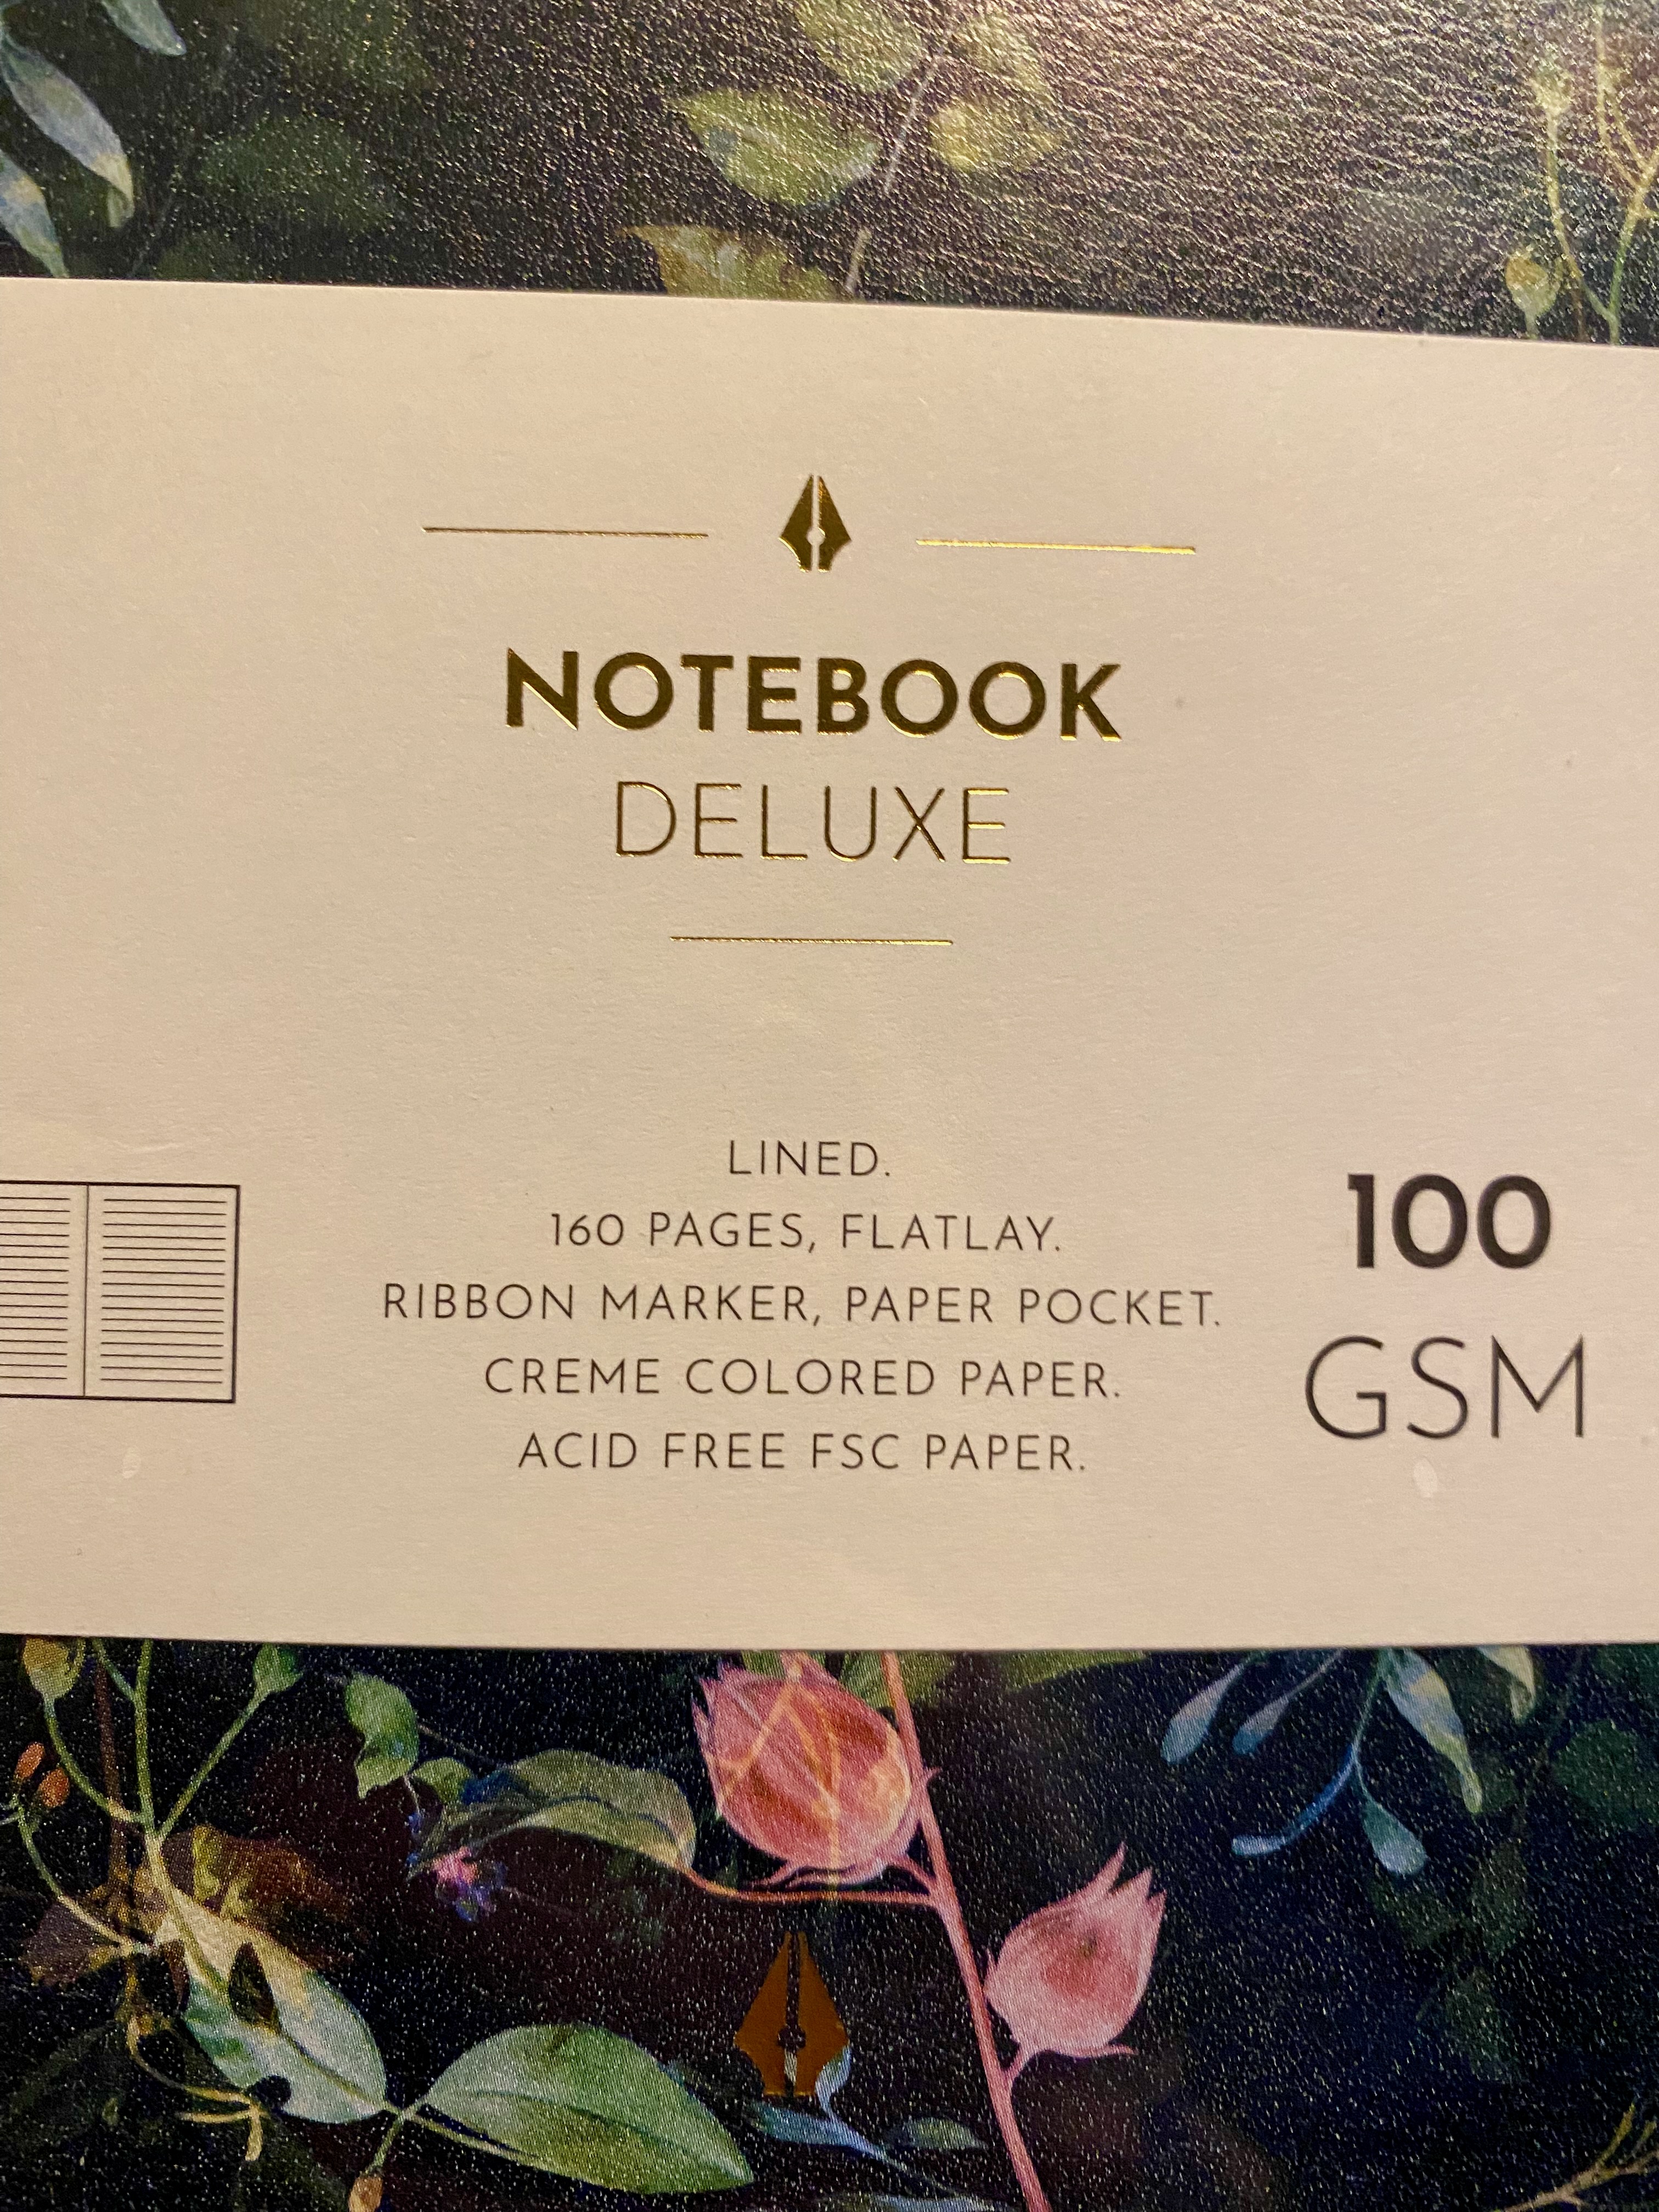 NOTEBOOK
DELUXE
LINED.
160 PAGES, FLATLAY.
RIBBON MARKER, PAPER POCKET.
CREME COLORED PAPER.
ACID FREE FSC PAPER.
100
GSM